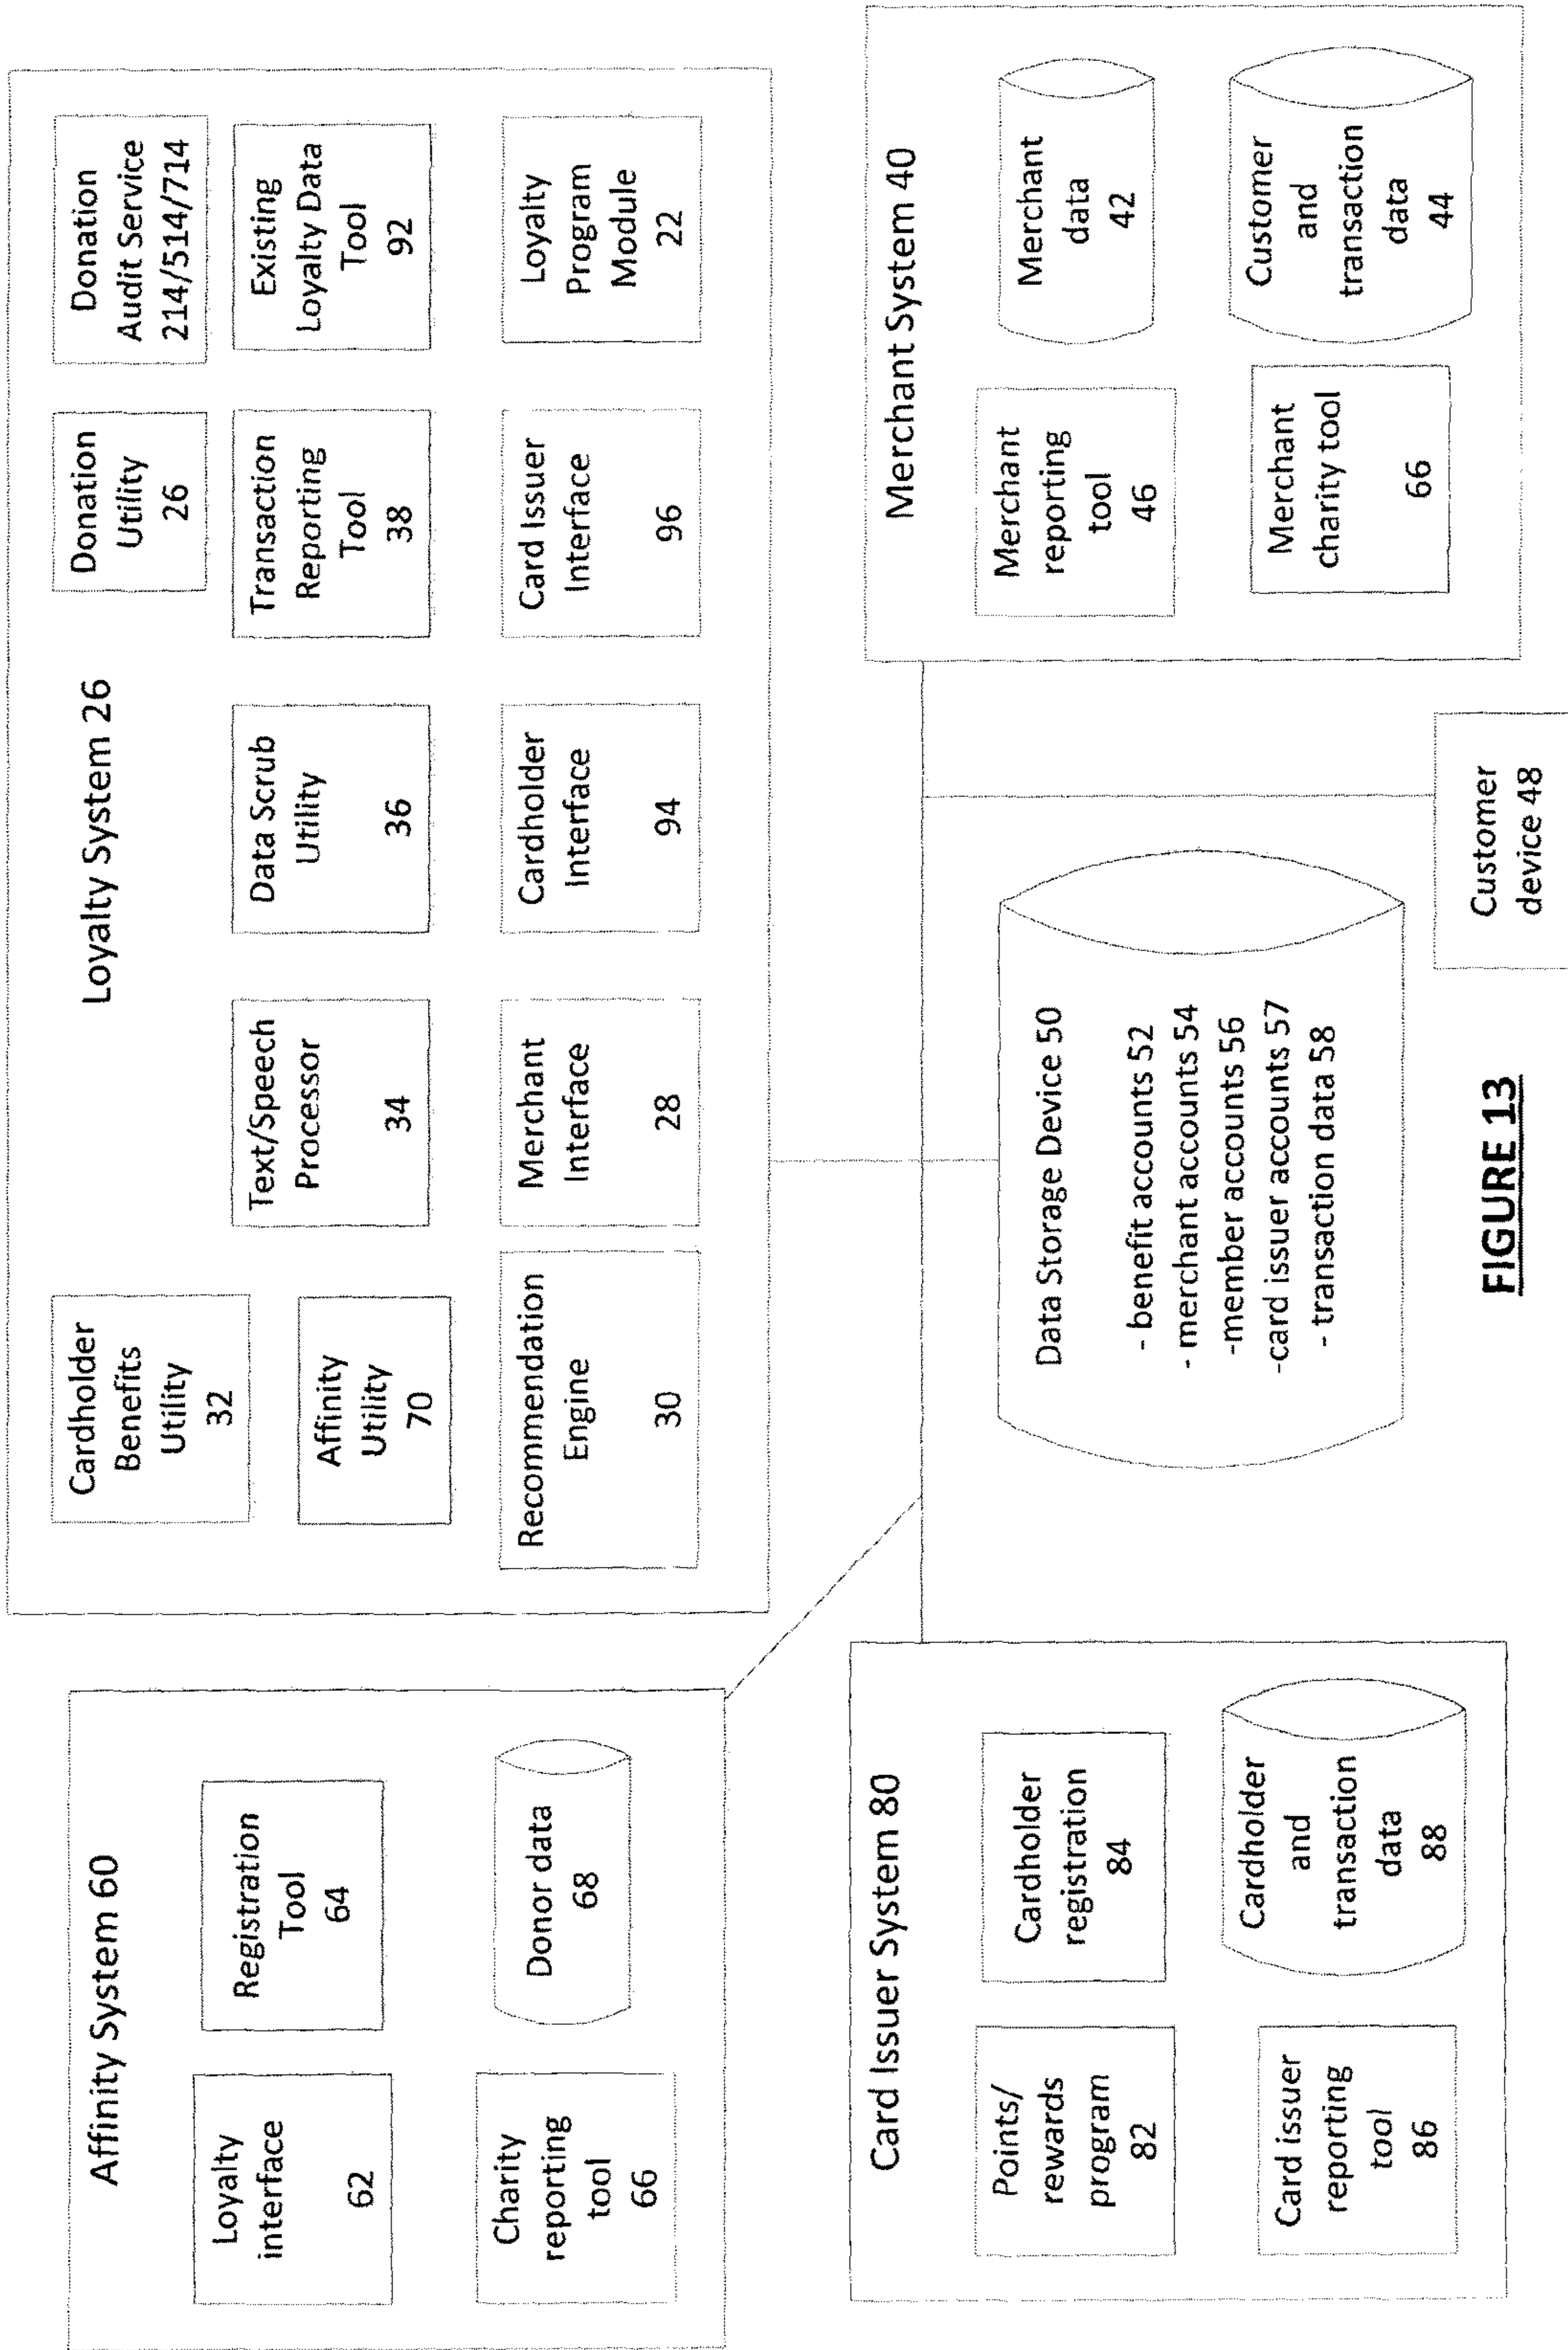 Affinity System 60
Loyalty
interface
62
Registration
Tool
64
Charity
reporting
tool
66
Donor data
68
Loyalty System 26
Cardholder
Benefits
Utility
32
Affinity
Utility
70
Recommendation
Engine
30
Text/Speech
Processor
34
Merchant
Interface
28
Data Scrub
Utility
36
Cardholder
Interface
94
Donation
Utility
26
Transaction
Reporting
Tool
38
Card Issuer
Interface
96
Donation
Audit Service
214/514/714
Existing
Loyalty Data
Tool
92
Loyalty
Program
Module
22
Card Issuer System 80
Points/
rewards
program
82
Cardholder
registration
84
Card issuer
reporting
tool
86
Cardholder
and
transaction
data
88
Data Storage Device 50
- benefit accounts 52
- merchant accounts 54
-member accounts 56
-card issuer accounts 57
- transaction data 58
Merchant System 40
Merchant
reporting
tool
46
Merchant
data
42
Merchant
charity tool
66
Customer
and
transaction
data
44
Customer
device 48
FIGURE 13